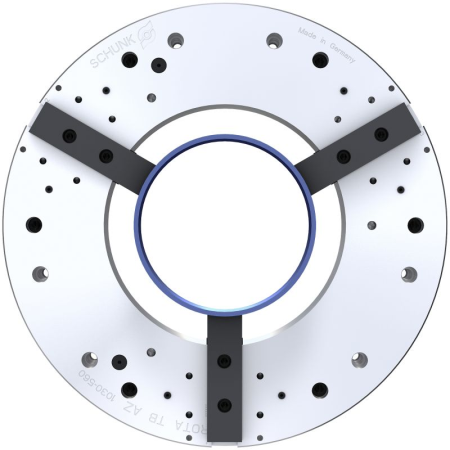 SCHUNK
Made in Germany
ROTA TB AZ 1030-560